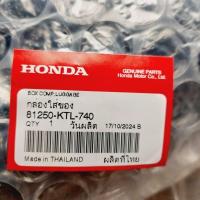 HONDA
GENUINE PARTS
Honda Motor Co., Ltd.
BOX COMP.LUGGAGE
กล่องใส่ของ
81250-KTL-740
QTY 1 วันผลิต 17/10/2024 B
Made in THAILAND ผลิตที่ไทย